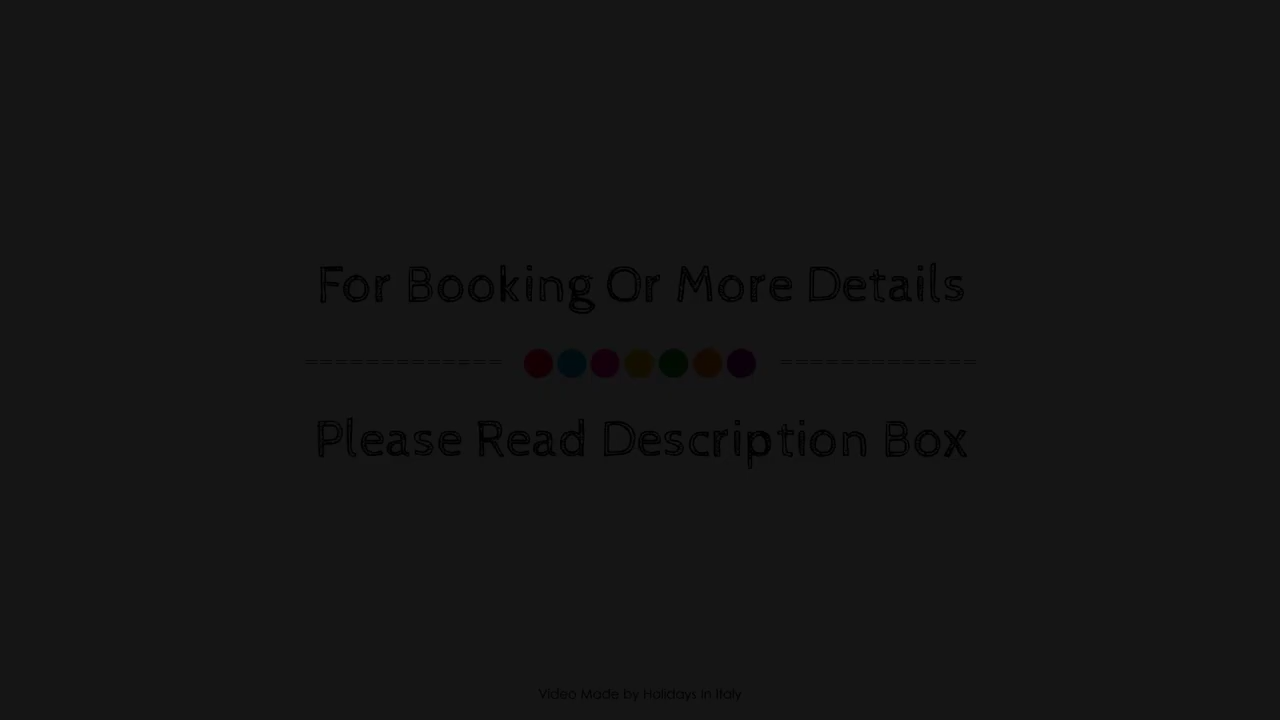 For Booking Or More Details
============= =============
Please Read Description Box
Video Made by Holidays in Italy